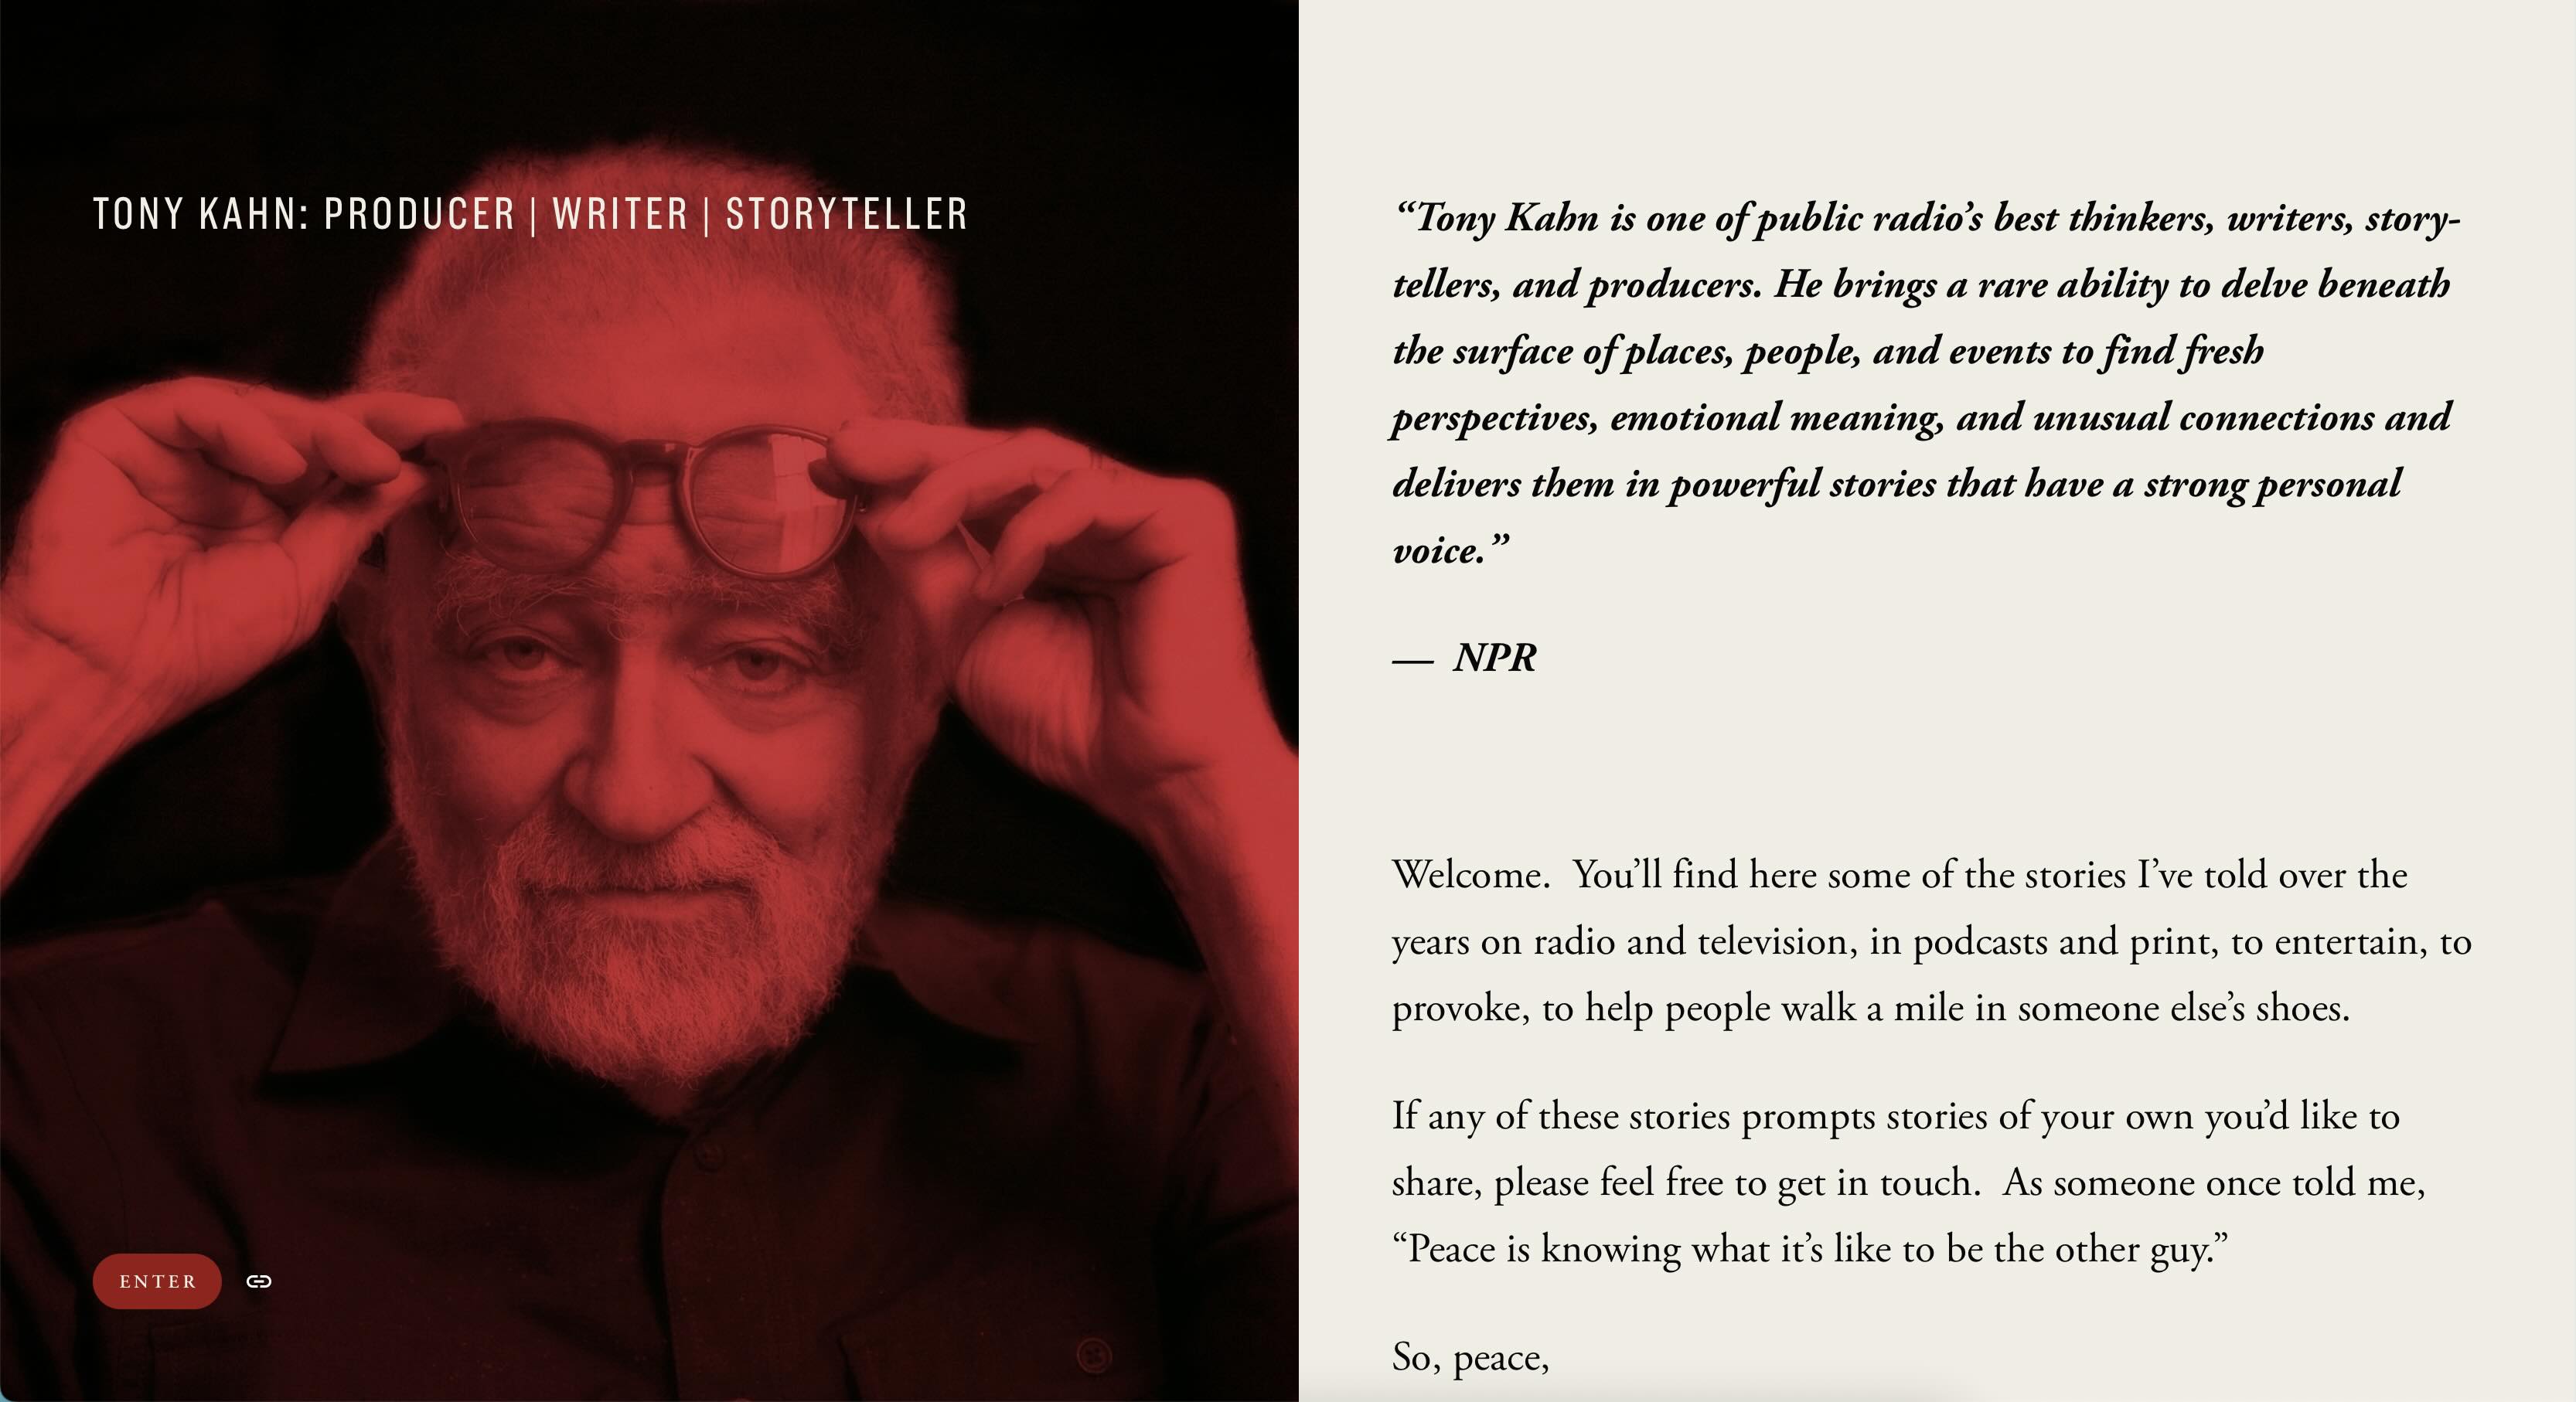 TONY KAHN: PRODUCER | WRITER | STORYTELLER
ENTER
“Tony Kahn is one of public radio’s best thinkers, writers, story-
tellers, and producers. He brings a rare ability to delve beneath
the surface of places, people, and events to find fresh
perspectives, emotional meaning, and unusual connections and
delivers them in powerful stories that have a strong personal
voice.”
— NPR
Welcome.  You’ll find here some of the stories I’ve told over the
years on radio and television, in podcasts and print, to entertain, to
provoke, to help people walk a mile in someone else’s shoes.
If any of these stories prompts stories of your own you’d like to
share, please feel free to get in touch.  As someone once told me,
“Peace is knowing what it’s like to be the other guy.”
So, peace,